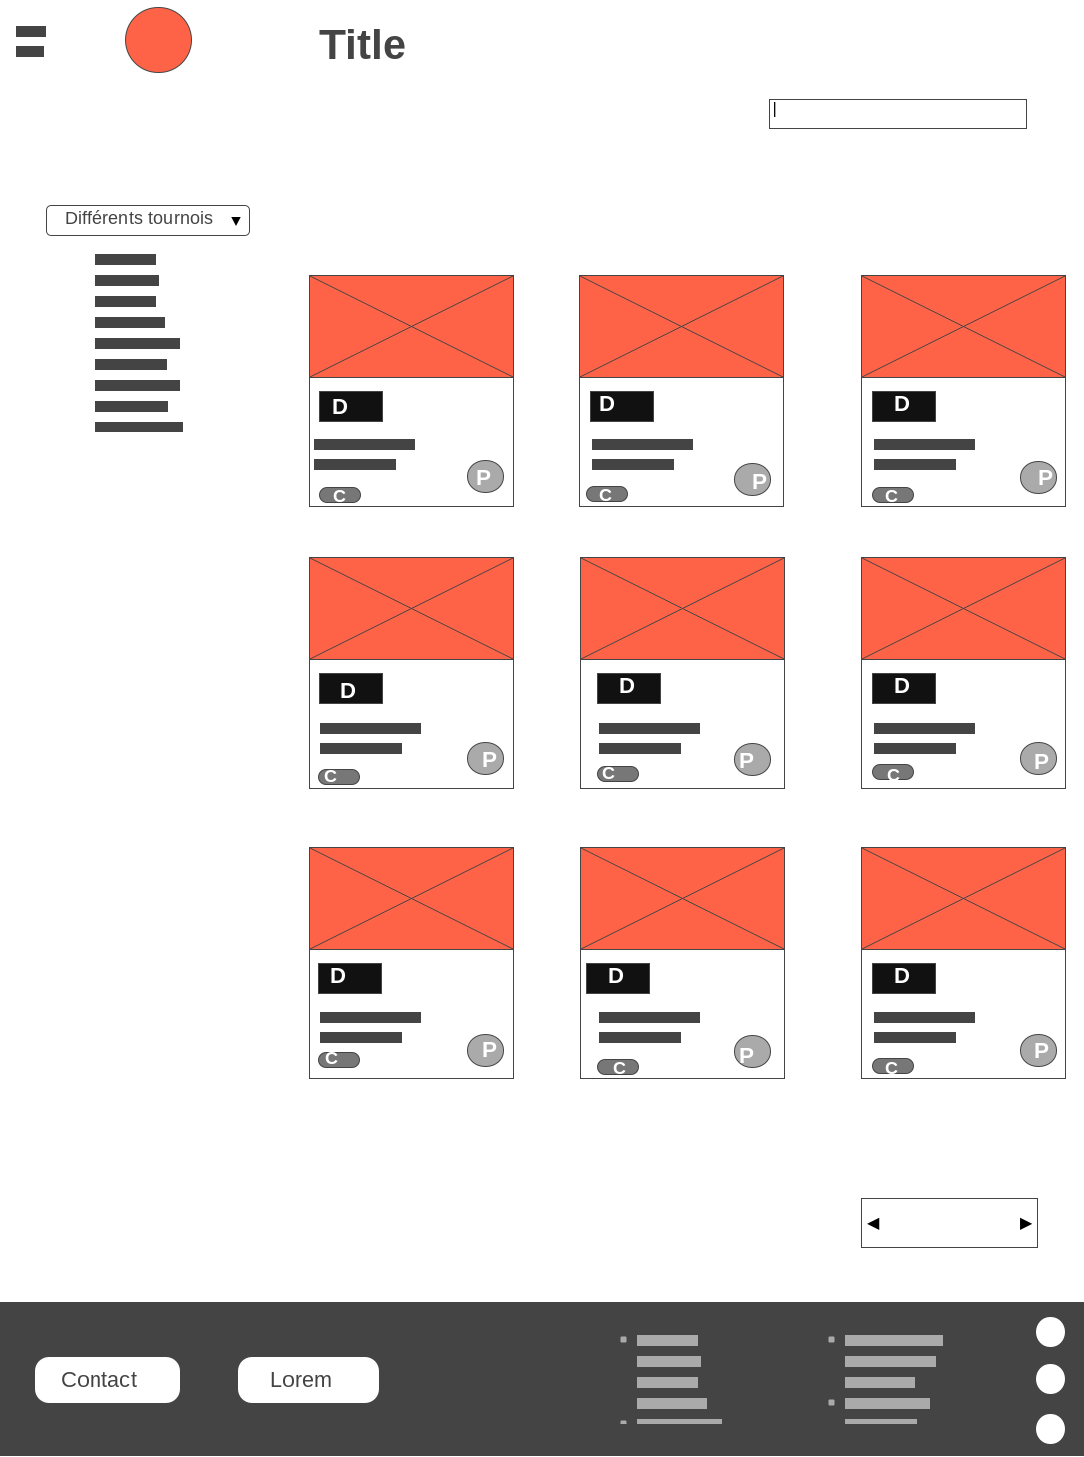 Title
Différents tournois ▼
D D D
P P P
C C C
D D D
P P P
C C C
D D D
P P P
C C C
◀ ▶
Contact Lorem